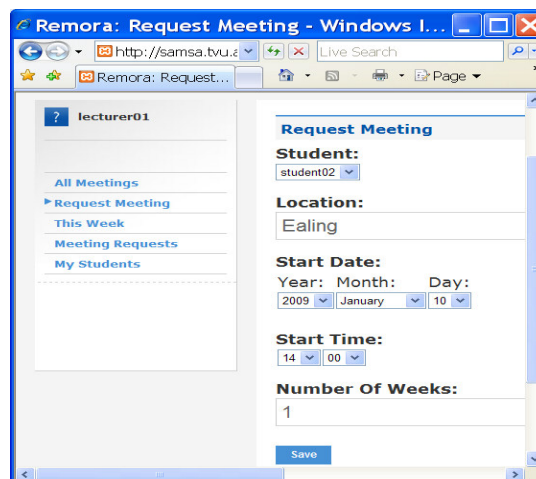 Remora: Request Meeting - Windows I...
http://samsa.tvu.a
Live Search
Remora: Request...
Page
? lecturer01
All Meetings
Request Meeting
This Week
Meeting Requests
My Students
Request Meeting
Student:
student02
Location:
Ealing
Start Date:
Year: Month: Day:
2009 January 10
Start Time:
14 00
Number Of Weeks:
1
Save